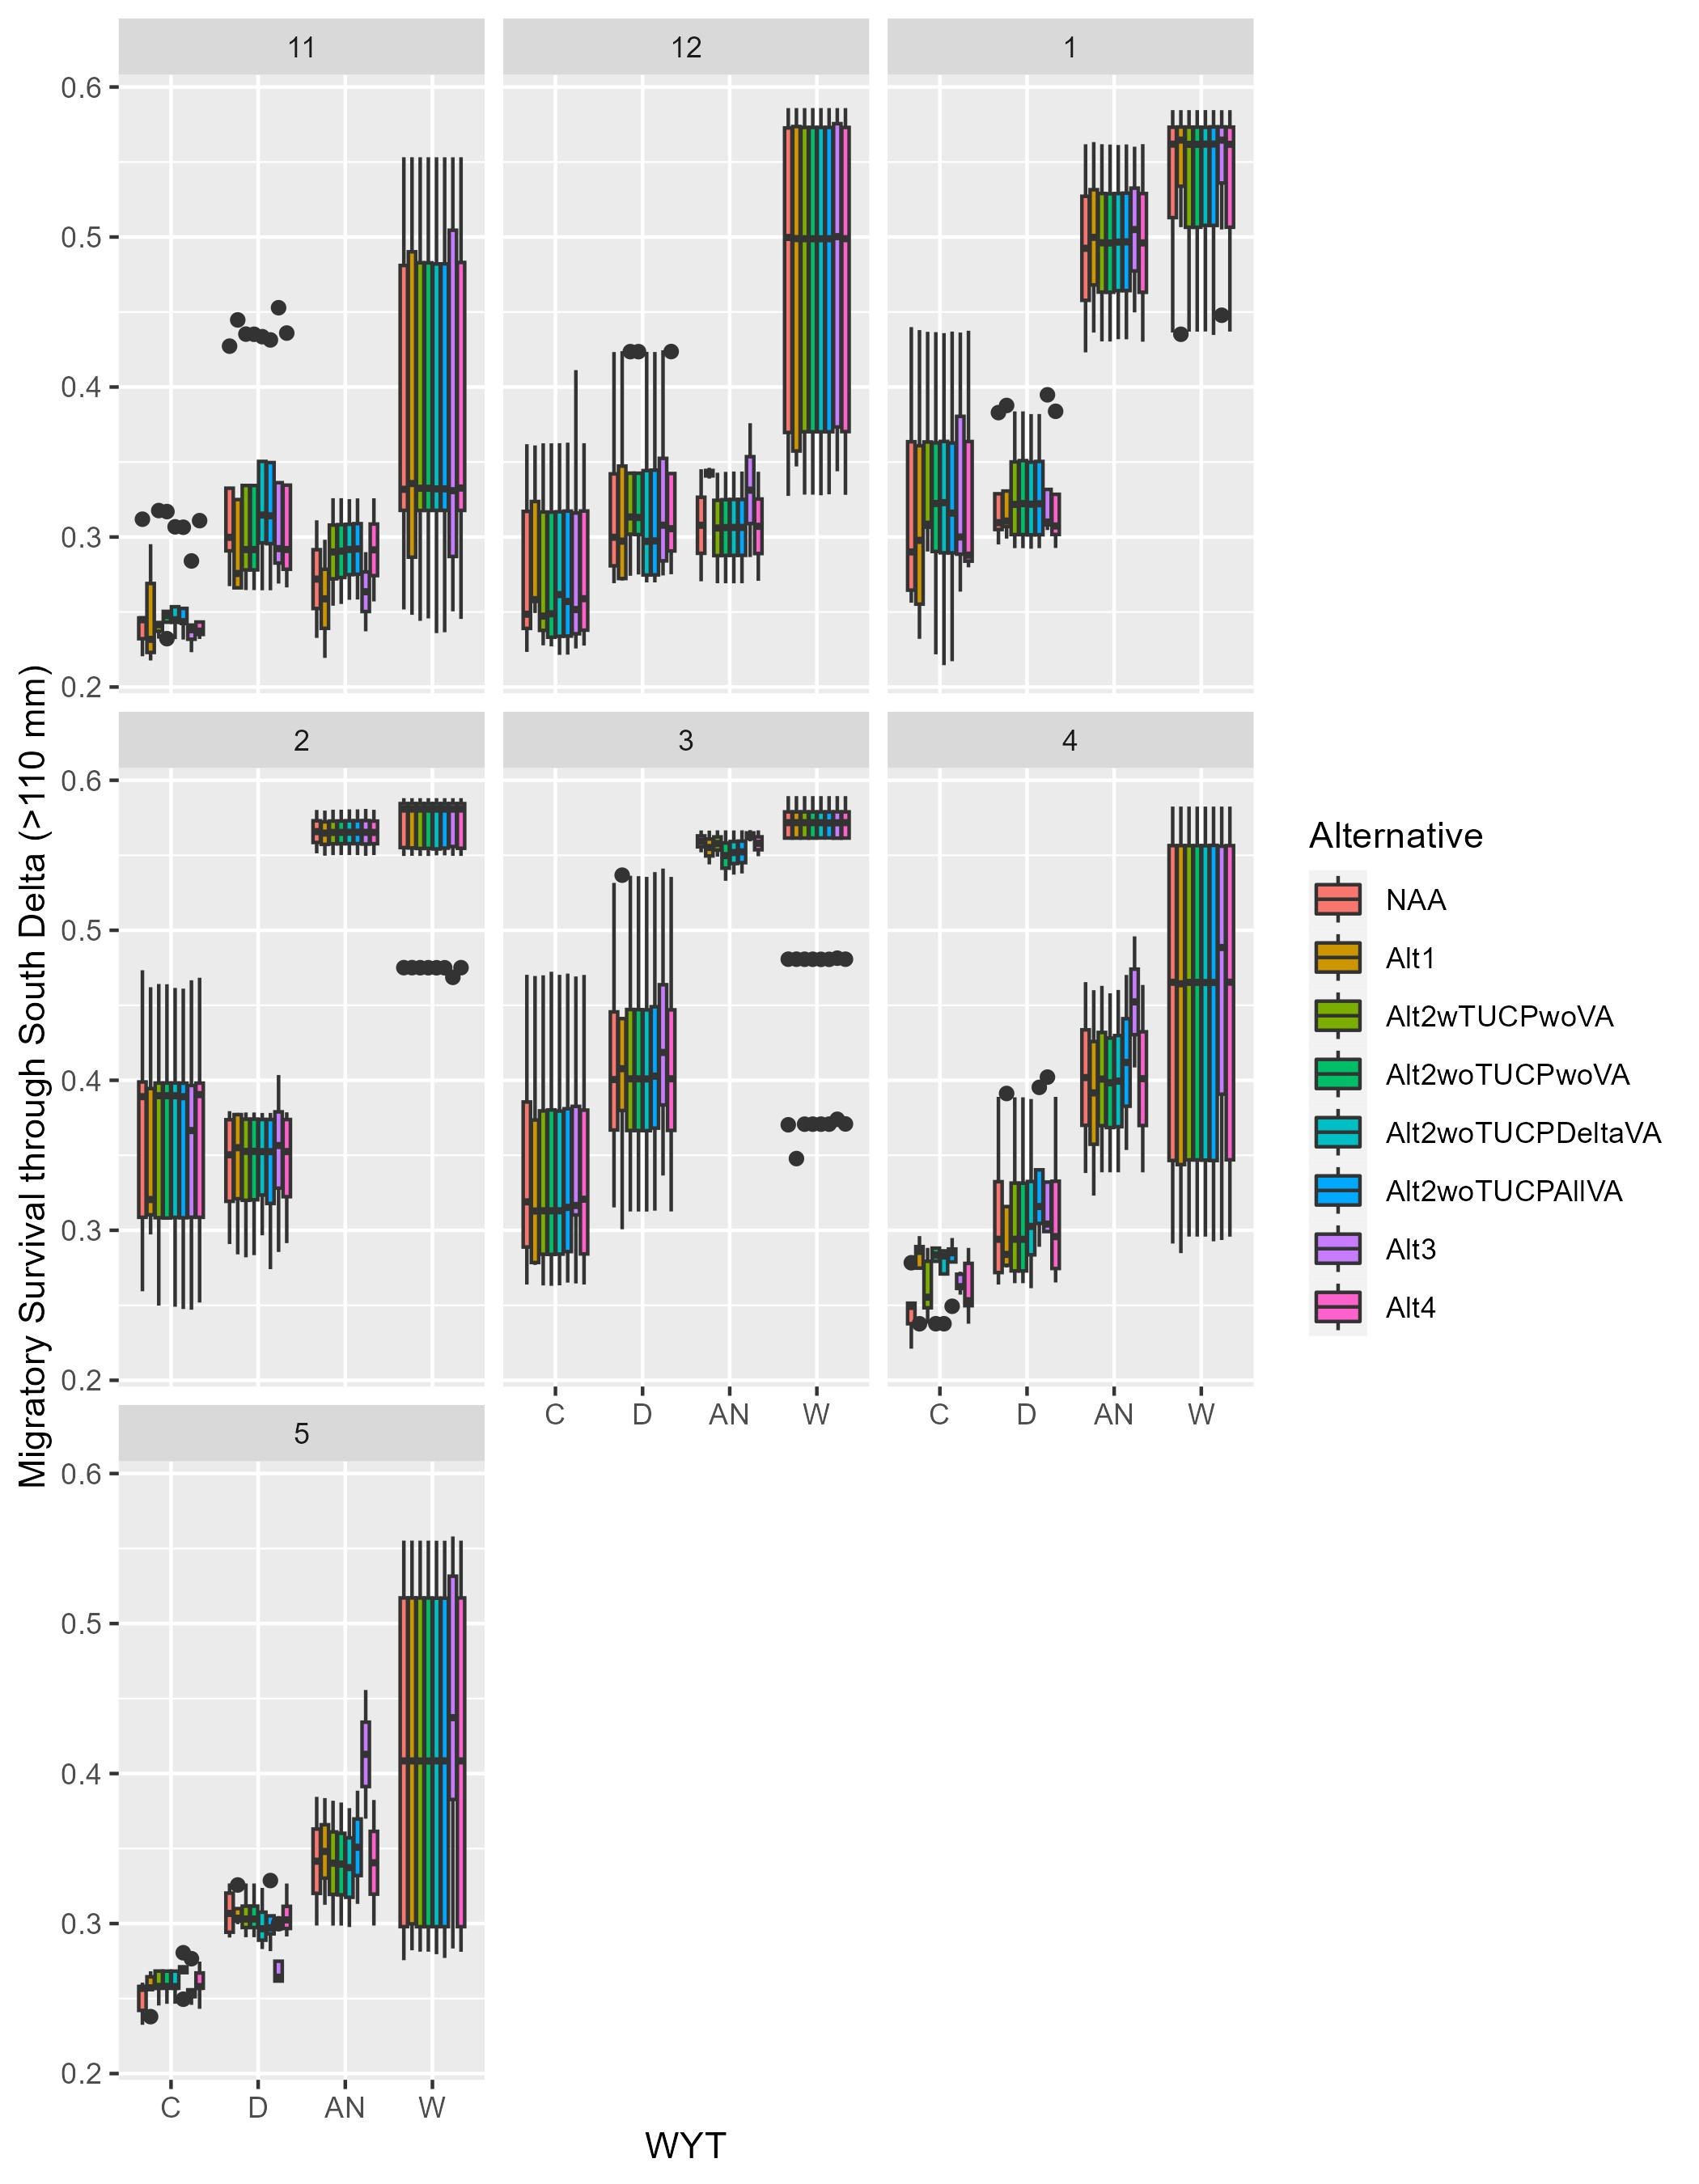 11 12 1
0.6
0.5
0.4
0.3
0.2
2 3 4
0.6
0.5
0.4
0.3
0.2
C D AN W C D AN W
5
0.6
0.5
0.4
0.3
0.2
C D AN W
WYT
Migratory Survival through South Delta (>110 mm)
Alternative
NAA
Alt1
Alt2wTUCPwoVA
Alt2woTUCPwoVA
Alt2woTUCPDeltaVA
Alt2woTUCPAllVA
Alt3
Alt4